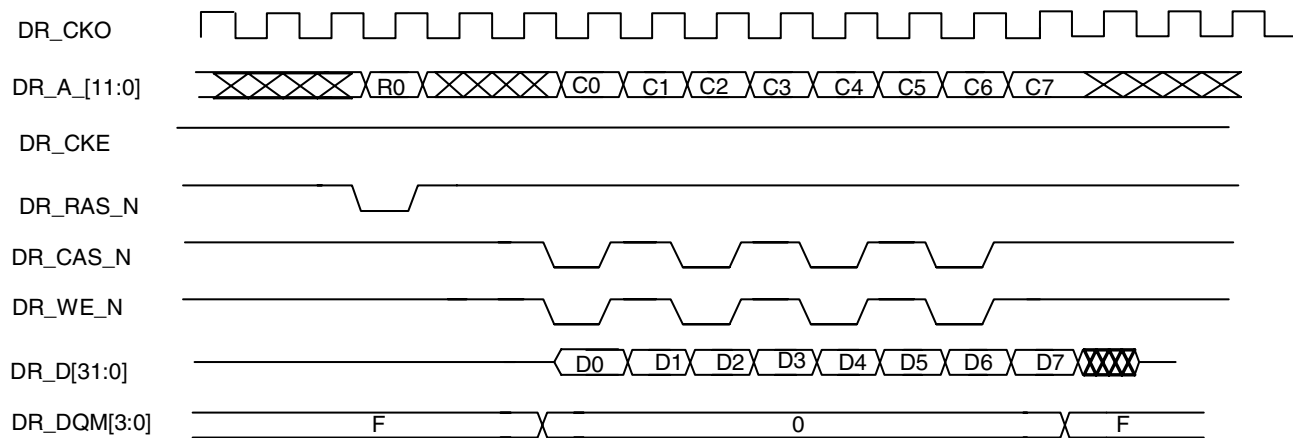 DR_CKO
DR_A_[11:0] R0 C0 C1 C2 C3 C4 C5 C6 C7
DR_CKE
DR_RAS_N
DR_CAS_N
DR_WE_N
DR_D[31:0] D0 D1 D2 D3 D4 D5 D6 D7
DR_DQM[3:0] F 0 F